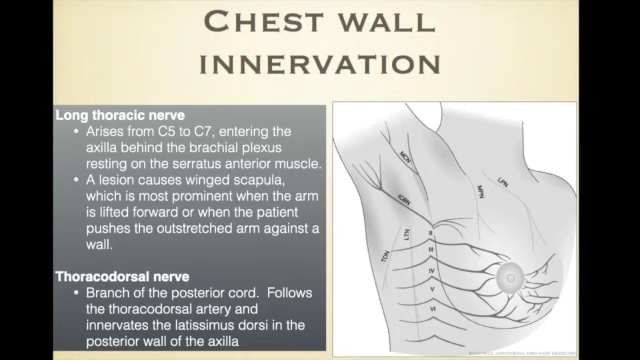 CHEST WALL
INNERVATION
Long thoracic nerve
• Arises from C5 to C7, entering the
axilla behind the brachial plexus
resting on the serratus anterior muscle.
• A lesion causes winged scapula,
which is most prominent when the arm
is lifted forward or when the patient
pushes the outstretched arm against a
wall.
Thoracodorsal nerve
• Branch of the posterior cord. Follows
the thoracodorsal artery and
innervates the latissimus dorsi in the
posterior wall of the axilla
MCN
ICBN
LTN
TDN
MPN
LPN
II
III
IV
V
VI